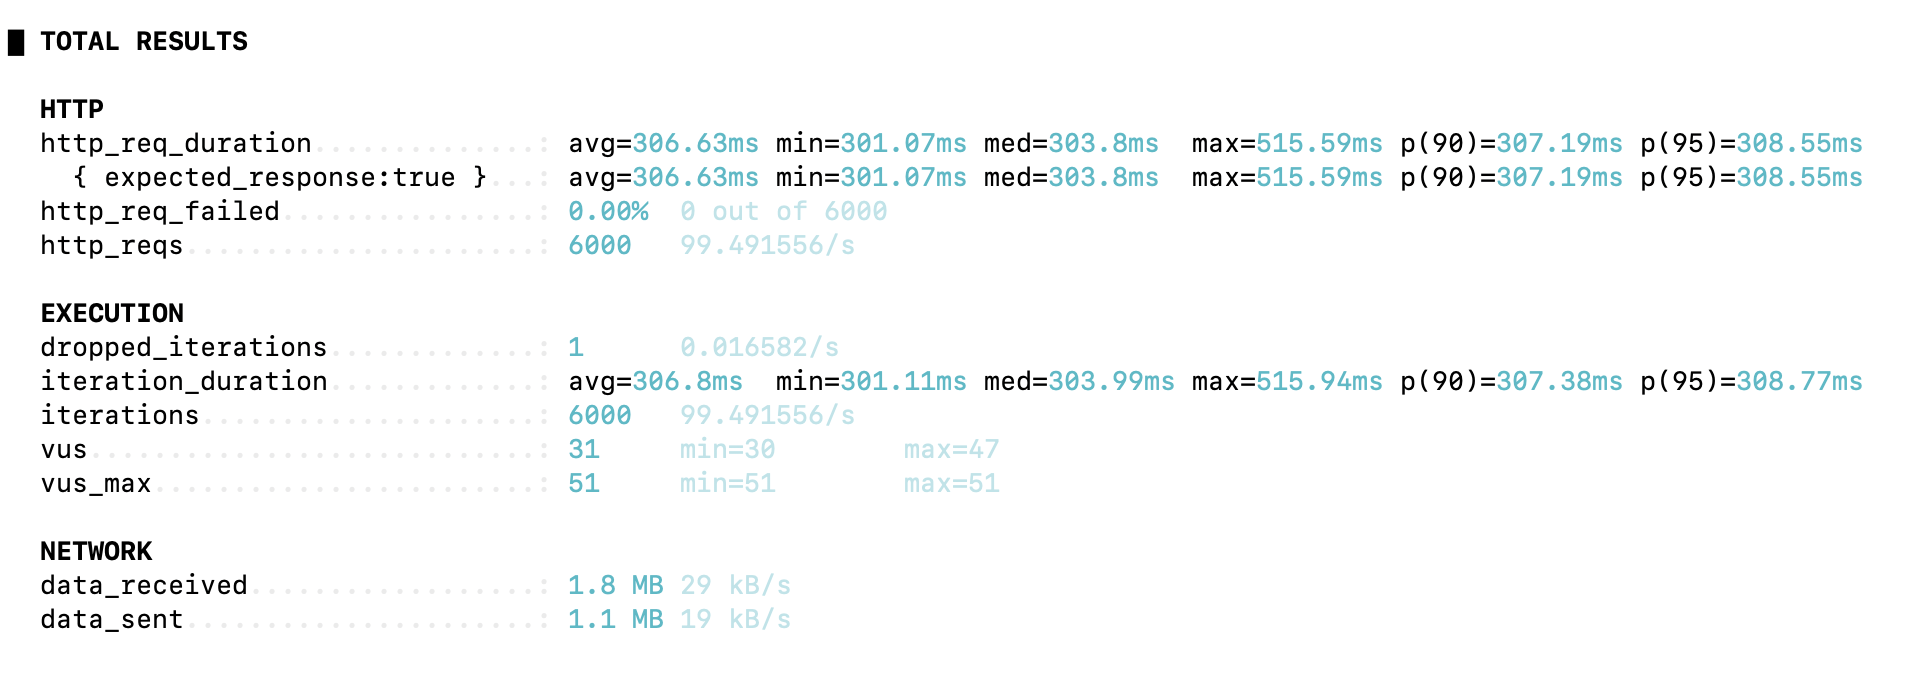 █ TOTAL RESULTS
HTTP
http_req_duration..............: avg=306.63ms min=301.07ms med=303.8ms  max=515.59ms p(90)=307.19ms p(95)=308.55ms
  { expected_response:true }...: avg=306.63ms min=301.07ms med=303.8ms  max=515.59ms p(90)=307.19ms p(95)=308.55ms
http_req_failed................: 0.00%  0 out of 6000
http_reqs......................: 6000   99.491556/s
EXECUTION
dropped_iterations.............: 1      0.016582/s
iteration_duration.............: avg=306.8ms  min=301.11ms med=303.99ms max=515.94ms p(90)=307.38ms p(95)=308.77ms
iterations.....................: 6000   99.491556/s
vus............................: 31     min=30        max=47
vus_max........................: 51     min=51        max=51
NETWORK
data_received..................: 1.8 MB 29 kB/s
data_sent......................: 1.1 MB 19 kB/s